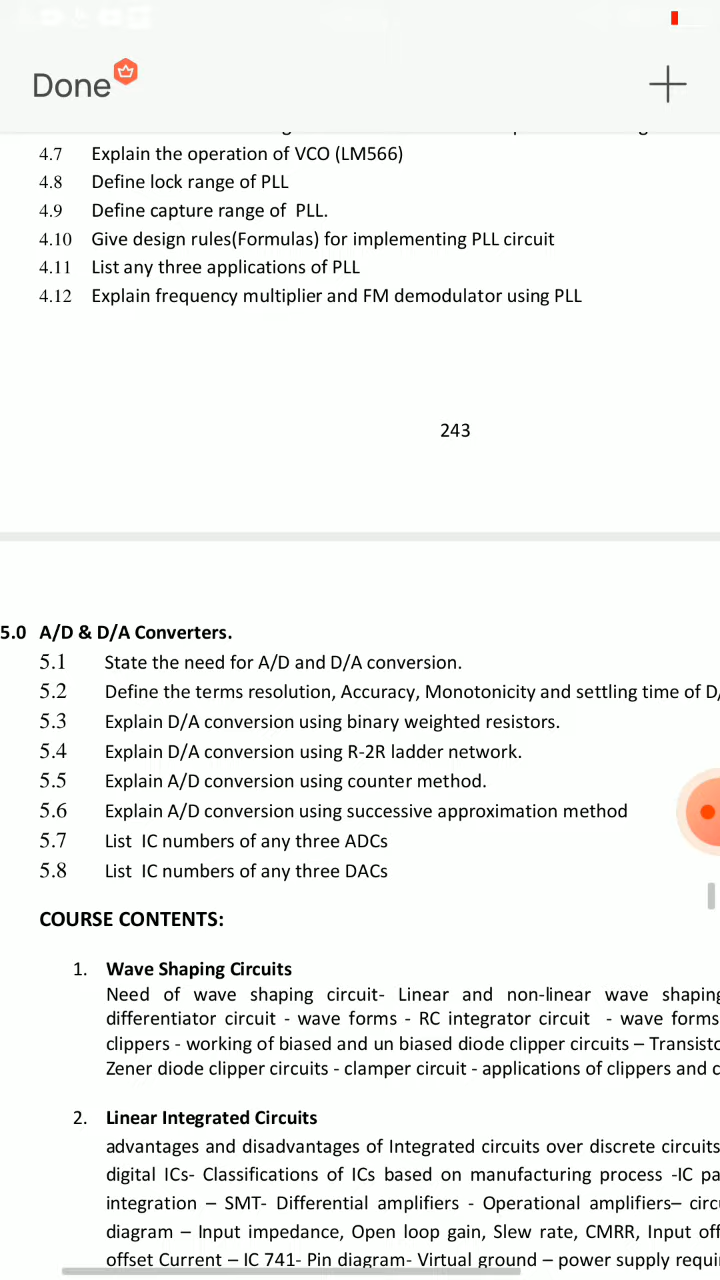 Done
4.7 Explain the operation of VCO (LM566)
4.8 Define lock range of PLL
4.9 Define capture range of PLL.
4.10 Give design rules(Formulas) for implementing PLL circuit
4.11 List any three applications of PLL
4.12 Explain frequency multiplier and FM demodulator using PLL
243
5.0 A/D & D/A Converters.
5.1 State the need for A/D and D/A conversion.
5.2 Define the terms resolution, Accuracy, Monotonicity and settling time of D/
5.3 Explain D/A conversion using binary weighted resistors.
5.4 Explain D/A conversion using R-2R ladder network.
5.5 Explain A/D conversion using counter method.
5.6 Explain A/D conversion using successive approximation method
5.7 List IC numbers of any three ADCs
5.8 List IC numbers of any three DACs
COURSE CONTENTS:
1. Wave Shaping Circuits
Need of wave shaping circuit- Linear and non-linear wave shaping
differentiator circuit - wave forms - RC integrator circuit - wave forms
clippers - working of biased and un biased diode clipper circuits –
Zener diode clipper circuits - clamper circuit - applications of clippers and
2. Linear Integrated Circuits
advantages and disadvantages of Integrated circuits over discrete circuits
digital ICs- Classifications of ICs based on manufacturing process -IC
integration – SMT- Differential amplifiers - Operational amplifiers–
diagram – Input impedance, Open loop gain, Slew rate, CMRR, Input
offset Current – IC 741- Pin diagram- Virtual ground – power supply